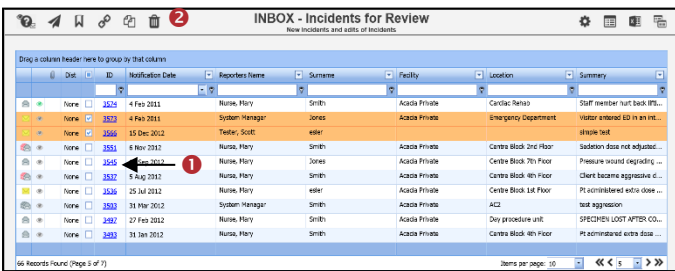 2
INBOX - Incidents for Review
New Incidents and edits of Incidents
Drag a column header here to group by that column
Dist ID Notification Date Reporters Name Surname Facility Location Summary
None 3574 4 Feb 2011 Nurse, Mary Smith Acacia Private Cardiac Rehab Staff member hurt back lifti...
None 3573 4 Feb 2011 System Manager Jones Acacia Private Emergency Department Visitor entered ED in an int...
None 3566 15 Dec 2012 Tester, Scott esler simple test
None 3551 6 Nov 2012 Nurse, Mary Smith Acacia Private Centre Block 2nd Floor Sedation dose not adjusted...
None 3545 Sep 2012 1 Nurse, Mary Jones Acacia Private Centre Block 7th Floor Pressure wound degrading ...
None 3537 5 Aug 2012 Nurse, Mary Smith Acacia Private Centre Block 4th Floor Client became aggressive d...
None 3536 25 Jul 2012 Nurse, Mary esler Acacia Private Centre Block 1st Floor Pt administered extra dose ...
None 3503 31 Mar 2012 System Manager Smith Acacia Private AC2 test aggression
None 3497 27 Feb 2012 Nurse, Mary Smith Acacia Private Day procedure unit SPECIMEN LOST AFTER CO...
None 3493 31 Jan 2012 Nurse, Mary Smith Acacia Private Centre Block 4th Floor Pt adminstered extra dose ...
66 Records Found (Page 5 of 7) Items per page: 10 5